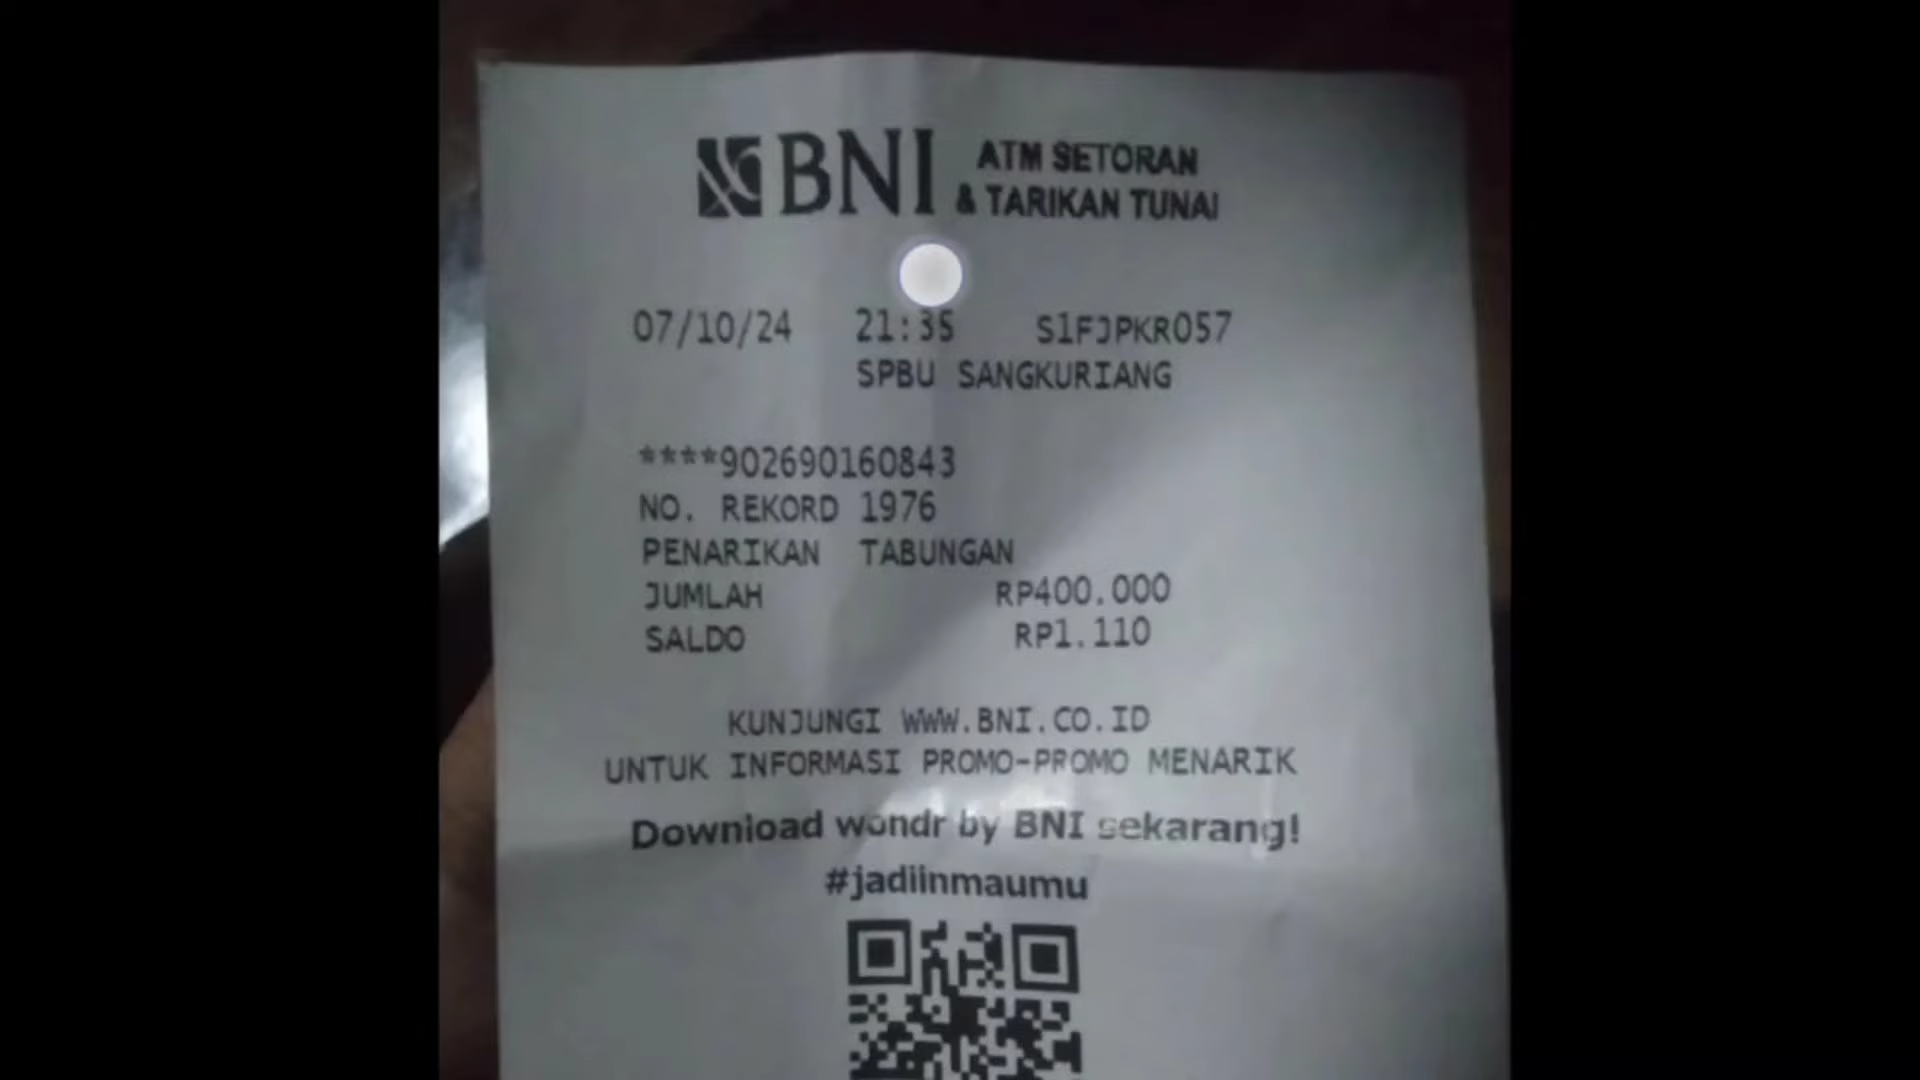 BNI ATM SETORAN
& TARIKAN TUNAI
07/10/24 21:35 S1FJPKR057
SPBU SANGKURIANG
****902690160843
NO. REKORD 1976
PENARIKAN TABUNGAN
JUMLAH RP400.000
SALDO RP1.110
KUNJUNGI WWW.BNI.CO.ID
UNTUK INFORMASI PROMO-PROMO MENARIK
Download wondr by BNI sekarang!
#jadiinmaumu